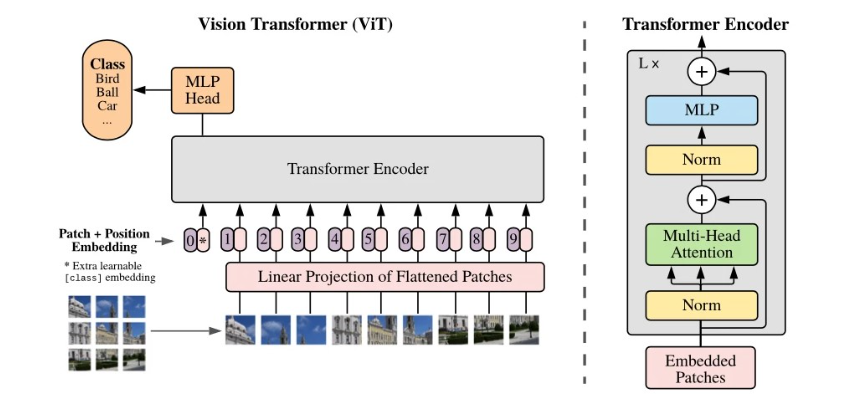 Vision Transformer (ViT)
Class
Bird
Ball
Car
...
MLP
Head
Transformer Encoder
Patch + Position
Embedding
0 * 1 2 3 4 5 6 7 8 9
* Extra learnable
[class] embedding
Linear Projection of Flattened Patches
Transformer Encoder
L x
+
MLP
Norm
+
Multi-Head
Attention
Norm
Embedded
Patches